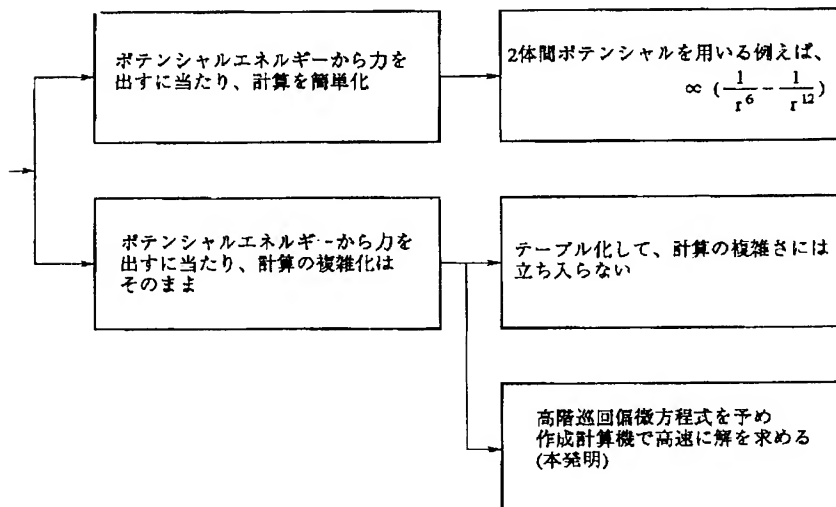 ポテンシャルエネルギーから力を
出すに当たり、計算を簡単化
2体間ポテンシャルを用いる例えば、
∝ (1/r^6 - 1/r^12)
ポテンシャルエネルギーから力を
出すに当たり、計算の複雑化は
そのまま
テーブル化して、計算の複雑さには
立ち入らない
高階巡回偏微方程式を予め
作成計算機で高速に解を求める
(本発明)